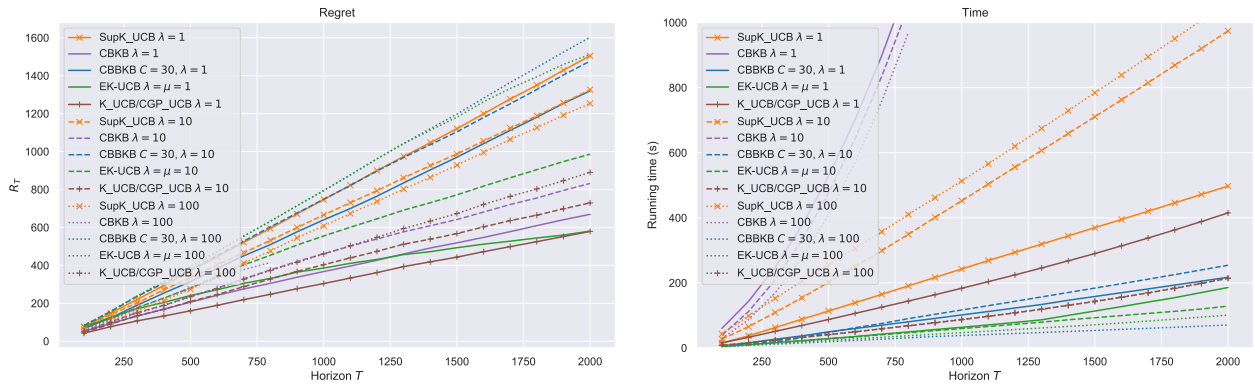 Regret
R_T
1600
1400
1200
1000
800
600
400
200
0
SupK_UCB λ = 1
CBKB λ = 1
CBBKB C = 30, λ = 1
EK-UCB λ = μ = 1
K_UCB/CGP_UCB λ = 1
SupK_UCB λ = 10
CBKB λ = 10
CBBKB C = 30, λ = 10
EK-UCB λ = μ = 10
K_UCB/CGP_UCB λ = 10
SupK_UCB λ = 100
CBKB λ = 100
CBBKB C = 30, λ = 100
EK-UCB λ = μ = 100
K_UCB/CGP_UCB λ = 100
250 500 750 1000 1250 1500 1750 2000
Horizon T
Time
Running time (s)
1000
800
600
400
200
0
SupK_UCB λ = 1
CBKB λ = 1
CBBKB C = 30, λ = 1
EK-UCB λ = μ = 1
K_UCB/CGP_UCB λ = 1
SupK_UCB λ = 10
CBKB λ = 10
CBBKB C = 30, λ = 10
EK-UCB λ = μ = 10
K_UCB/CGP_UCB λ = 10
SupK_UCB λ = 100
CBKB λ = 100
CBBKB C = 30, λ = 100
EK-UCB λ = μ = 100
K_UCB/CGP_UCB λ = 100
250 500 750 1000 1250 1500 1750 2000
Horizon T